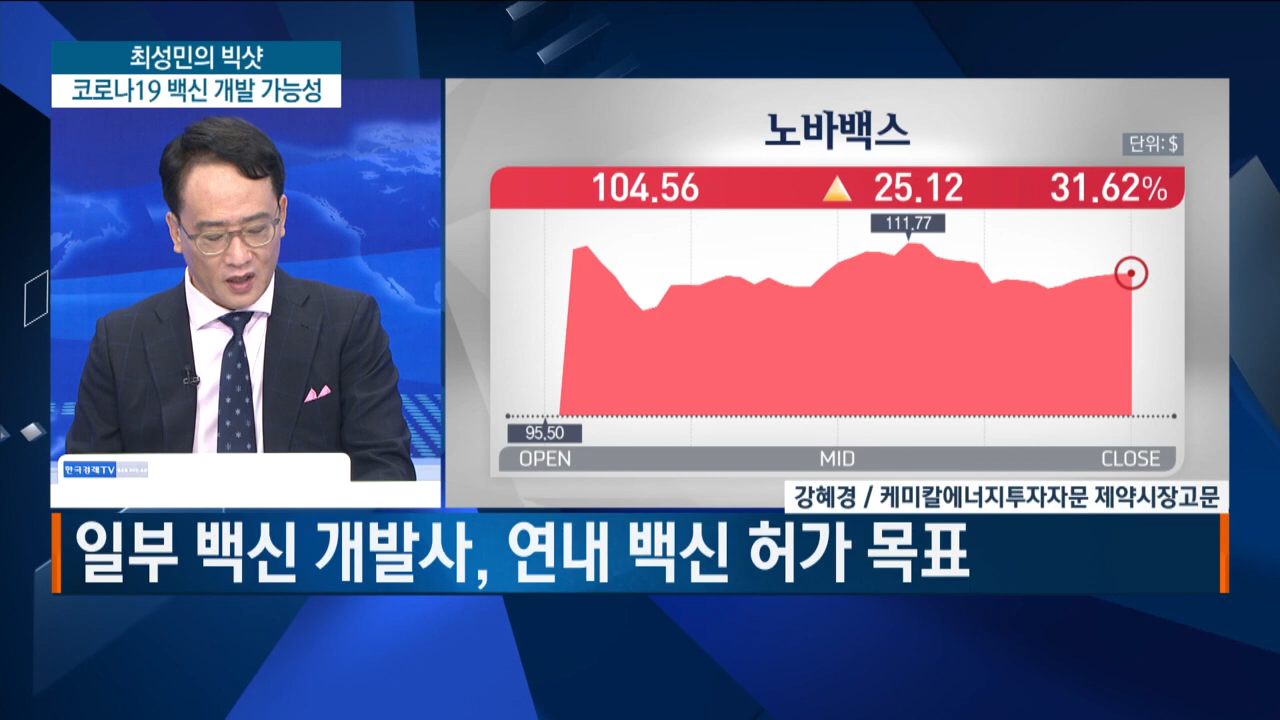 최성민의 빅샷
코로나19 백신 개발 가능성
노바백스
단위: $
104.56 ▲ 25.12 31.62%
111.77
95.50
OPEN MID CLOSE
한국경제TV
강혜경 / 케미칼에너지투자자문 제약시장고문
일부 백신 개발사, 연내 백신 허가 목표